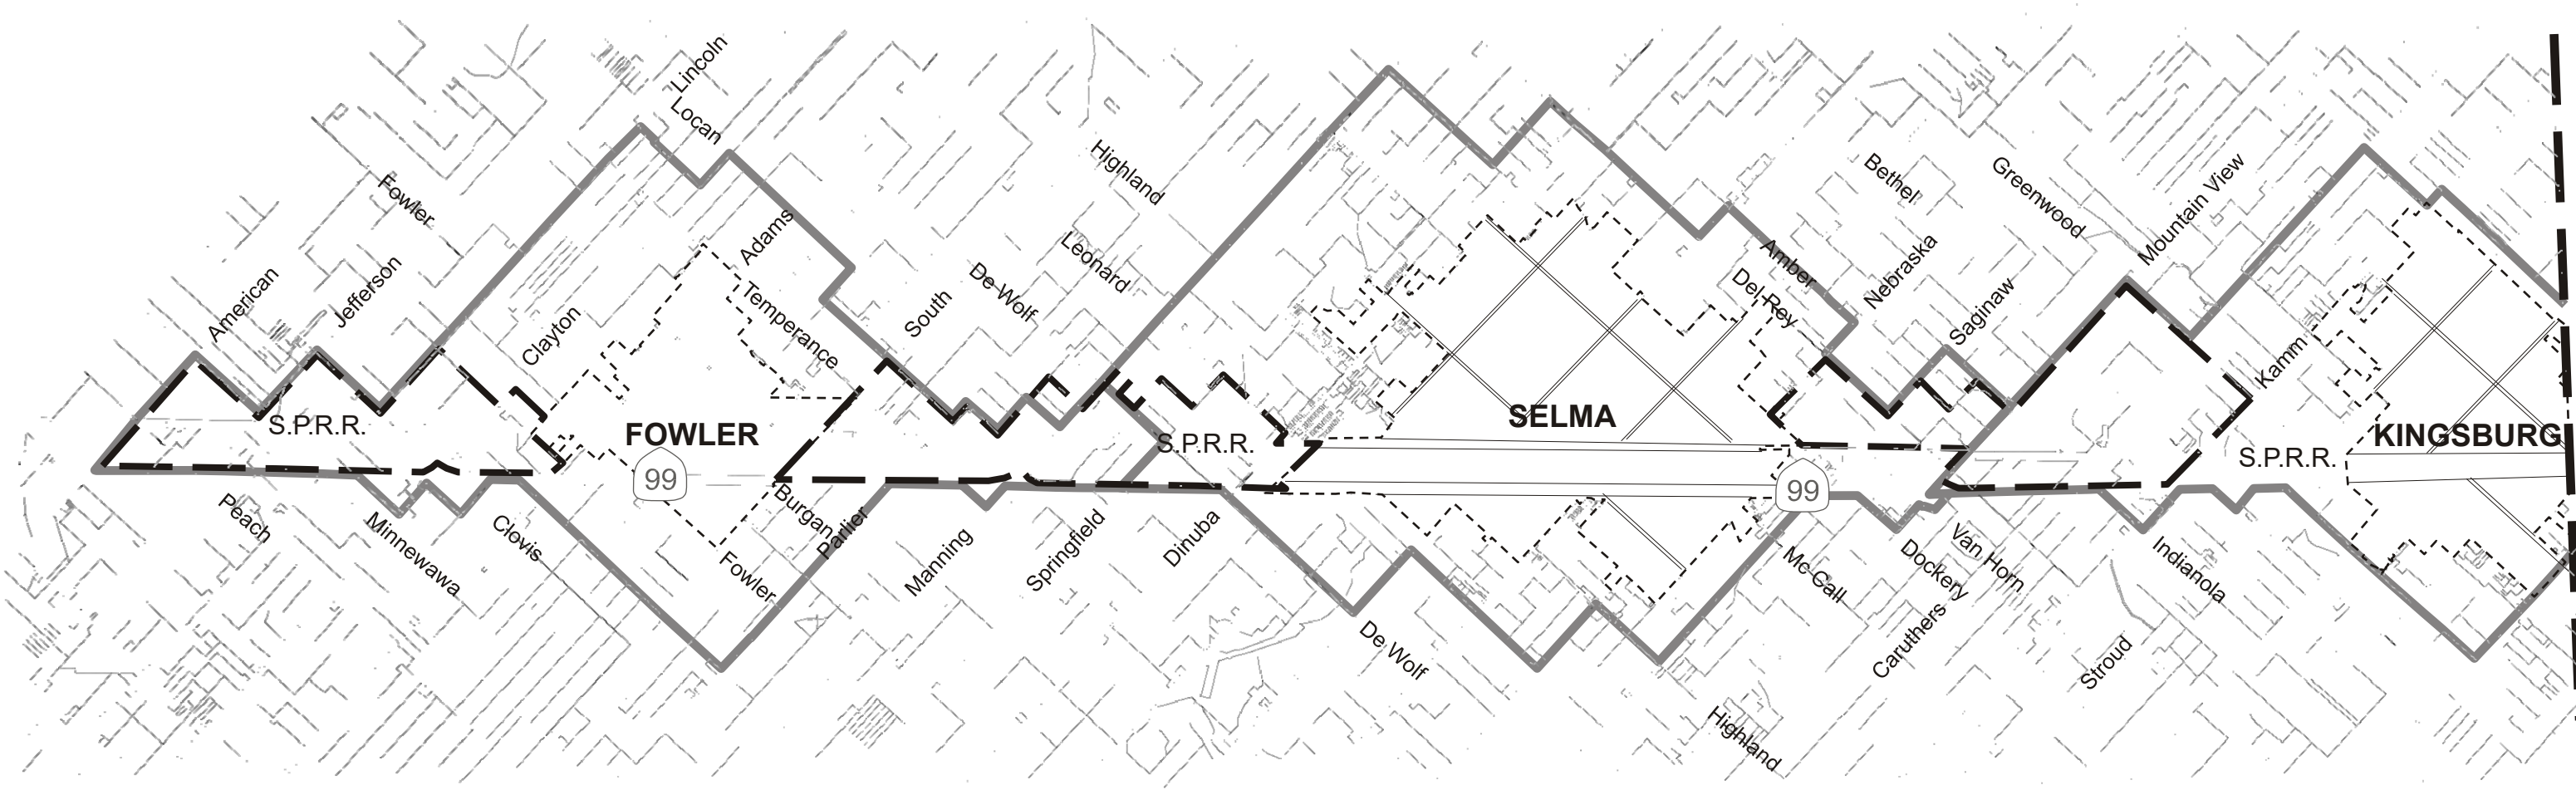 Lincoln
Locan
Fowler
American
Jefferson
Clayton
Adams
Temperance
South
De Wolf
Leonard
Highland
Amber
Del Rey
Bethel
Nebraska
Saginaw
Greenwood
Mountain View
Kamm
S.P.R.R.
FOWLER
99
S.P.R.R.
SELMA
99
S.P.R.R.
KINGSBURG
Peach
Minnewawa
Clovis
Fowler
Burgan
Parlier
Manning
Springfield
Dinuba
De Wolf
Highland
Mc Call
Dockery
Van Horn
Caruthers
Stroud
Indianola